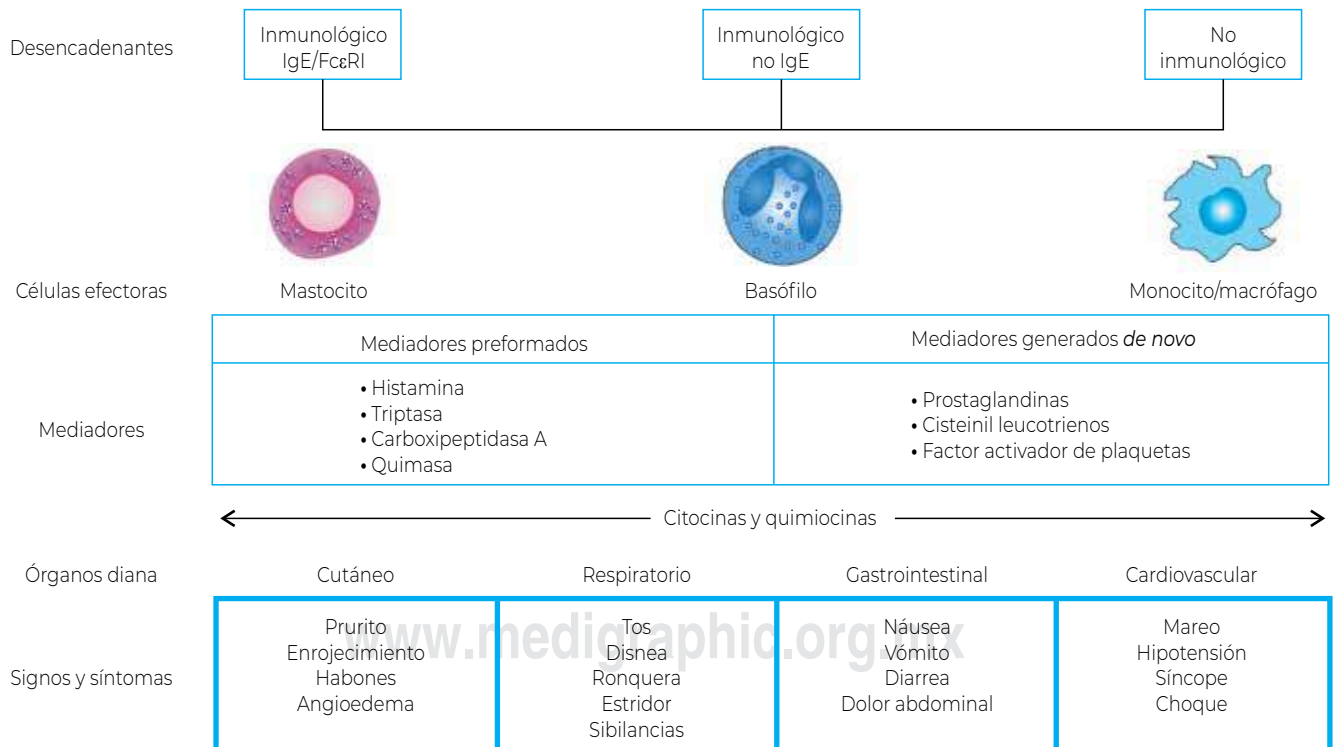 Desencadenantes
Inmunológico
IgE/FcεRI
Inmunológico
no IgE
No
inmunológico
Células efectoras
Mastocito
Basófilo
Monocito/macrófago
Mediadores
Mediadores preformados
• Histamina
• Triptasa
• Carboxipeptidasa A
• Quimasa
Mediadores generados de novo
• Prostaglandinas
• Cisteinil leucotrienos
• Factor activador de plaquetas
Citocinas y quimiocinas
Órganos diana
Cutáneo
Respiratorio
Gastrointestinal
Cardiovascular
Signos y síntomas
Prurito
Enrojecimiento
Habones
Angioedema
Tos
Disnea
Ronquera
Estridor
Sibilancias
Náusea
Vómito
Diarrea
Dolor abdominal
Mareo
Hipotensión
Síncope
Choque
www.medigraphic.org.mx